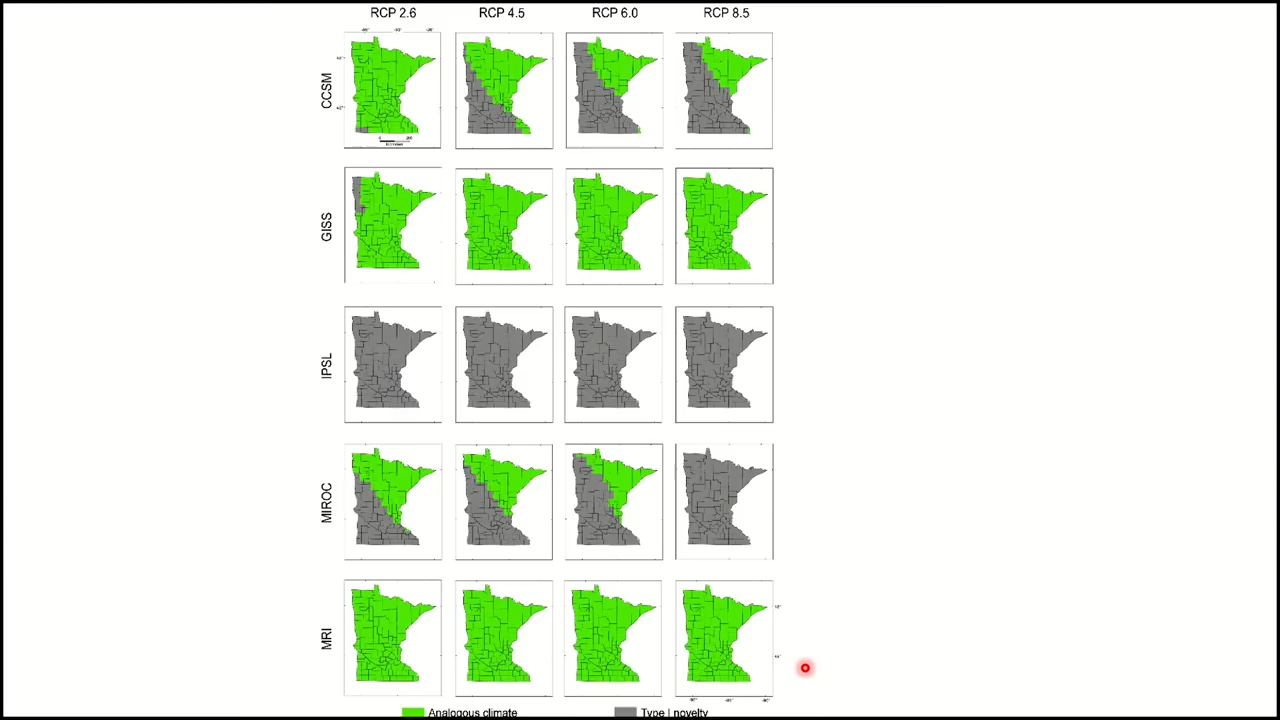 RCP 2.6 RCP 4.5 RCP 6.0 RCP 8.5
CCSM
GISS
IPSL
MIROC
MRI
Analogous climate Type I novelty